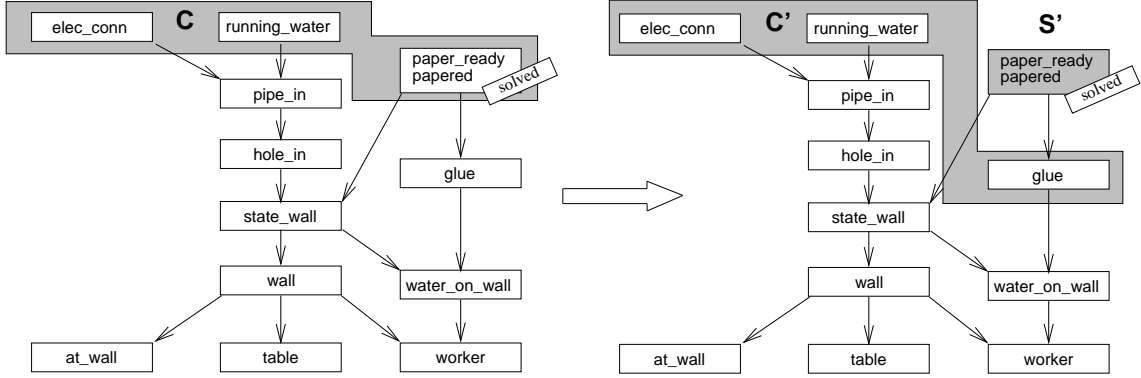 C
elec_conn
running_water
paper_ready
papered
solved
pipe_in
hole_in
glue
state_wall
wall
water_on_wall
at_wall
table
worker
C'
S'
elec_conn
running_water
paper_ready
papered
solved
pipe_in
hole_in
glue
state_wall
wall
water_on_wall
at_wall
table
worker